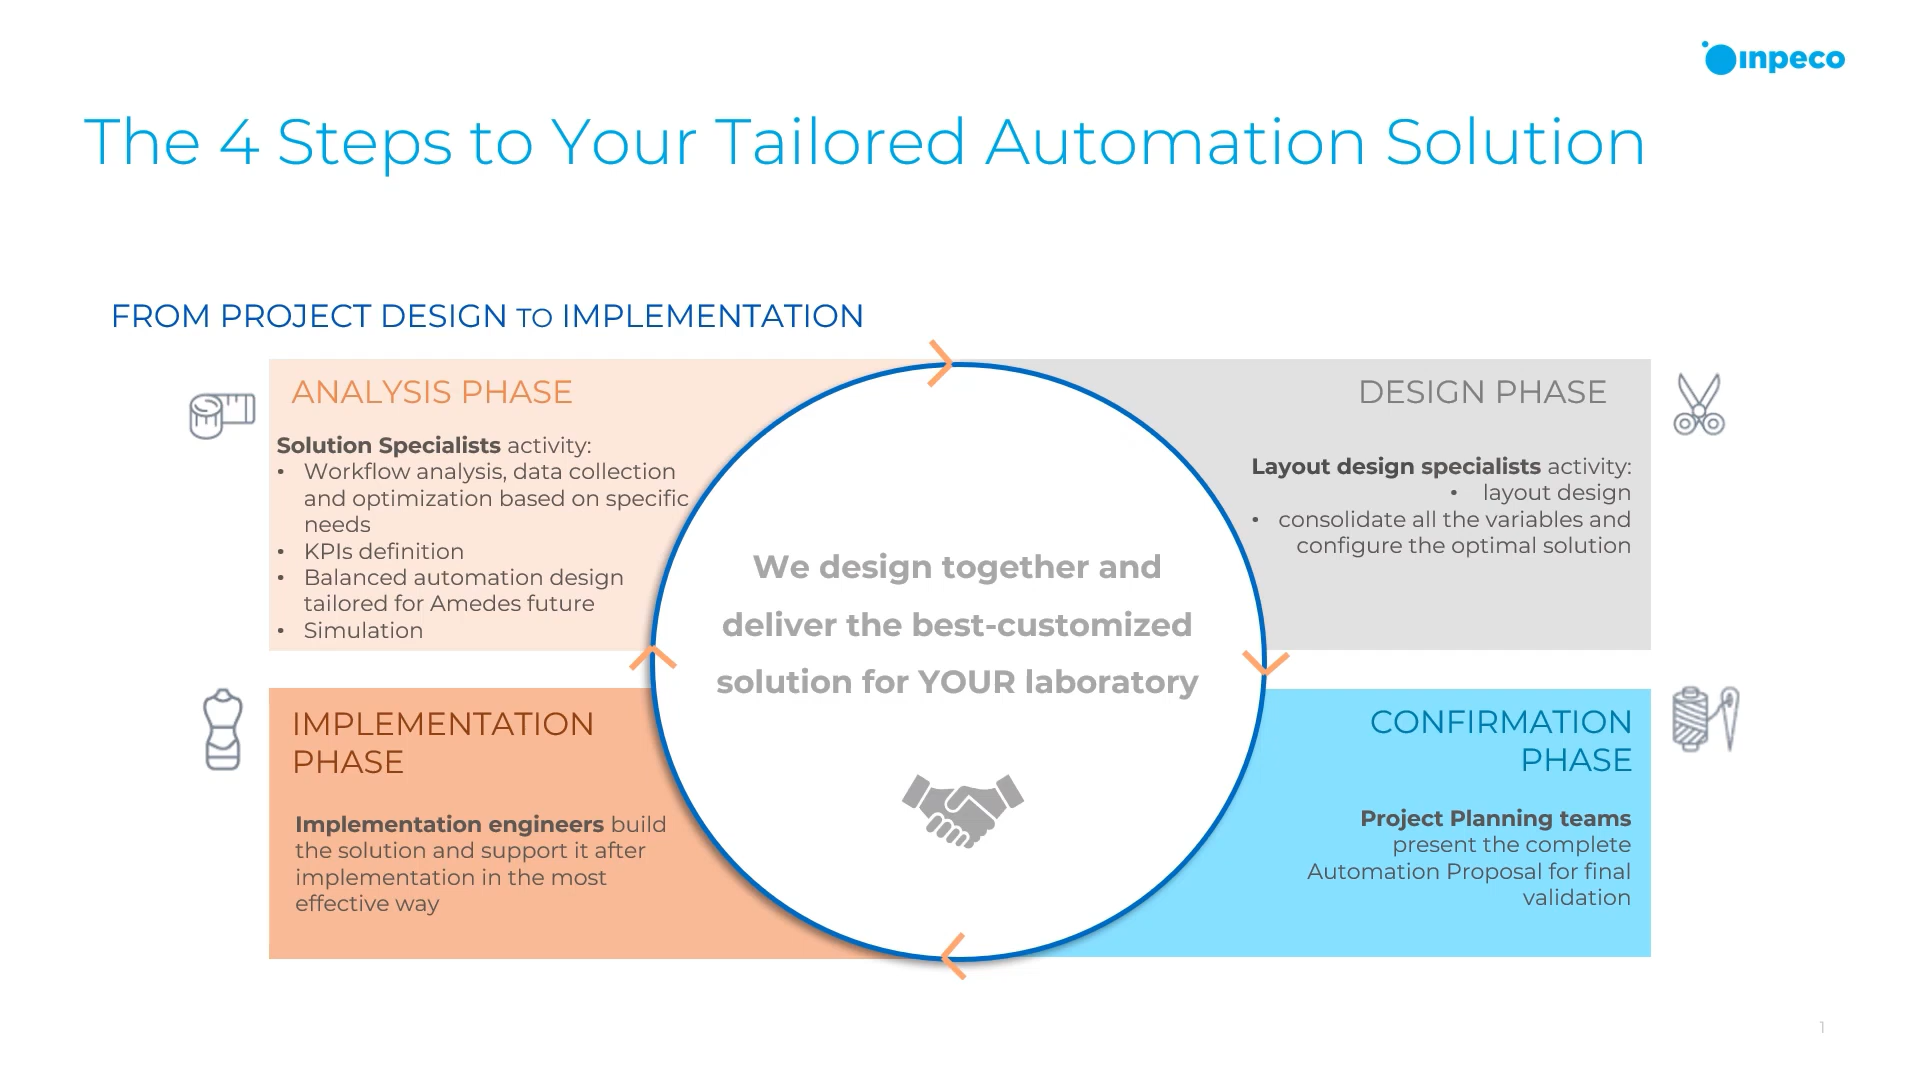 ınpeco
The 4 Steps to Your Tailored Automation Solution
FROM PROJECT DESIGN TO IMPLEMENTATION
ANALYSIS PHASE
Solution Specialists activity:
• Workflow analysis, data collection
and optimization based on specific
needs
• KPIs definition
• Balanced automation design
tailored for Amedes future
• Simulation
DESIGN PHASE
Layout design specialists activity:
• layout design
• consolidate all the variables and
configure the optimal solution
We design together and
deliver the best-customized
solution for YOUR laboratory
IMPLEMENTATION
PHASE
Implementation engineers build
the solution and support it after
implementation in the most
effective way
CONFIRMATION
PHASE
Project Planning teams
present the complete
Automation Proposal for final
validation
1